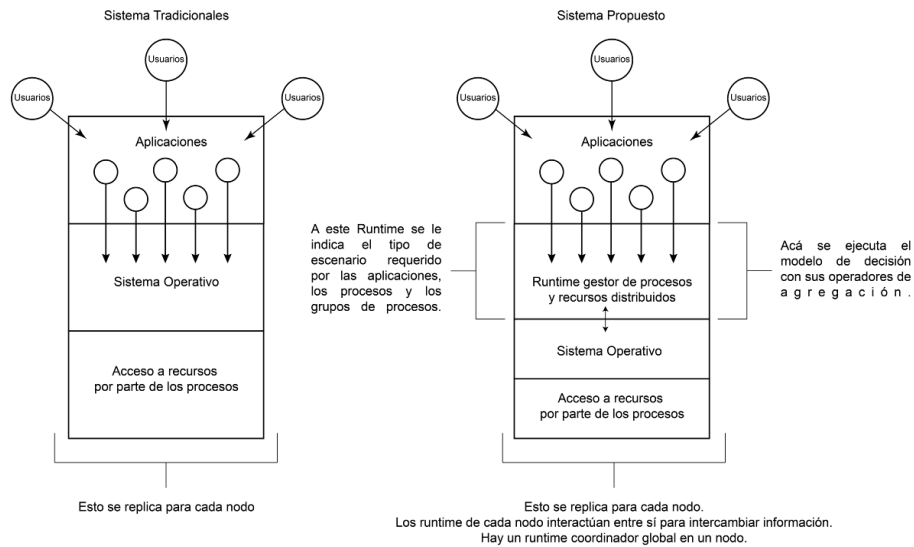 Sistema Tradicionales
Usuarios
Usuarios
Usuarios
Aplicaciones
Sistema Operativo
Acceso a recursos
por parte de los procesos
Esto se replica para cada nodo
Sistema Propuesto
Usuarios
Usuarios
Usuarios
Aplicaciones
A este Runtime se le
indica el tipo de
escenario requerido
por las aplicaciones,
los procesos y los
grupos de procesos.
Runtime gestor de procesos
y recursos distribuidos
Acá se ejecuta el
modelo de decisión
con sus operadores de
agregación.
Sistema Operativo
Acceso a recursos
por parte de los procesos
Esto se replica para cada nodo.
Los runtime de cada nodo interactúan entre sí para intercambiar información.
Hay un runtime coordinador global en un nodo.